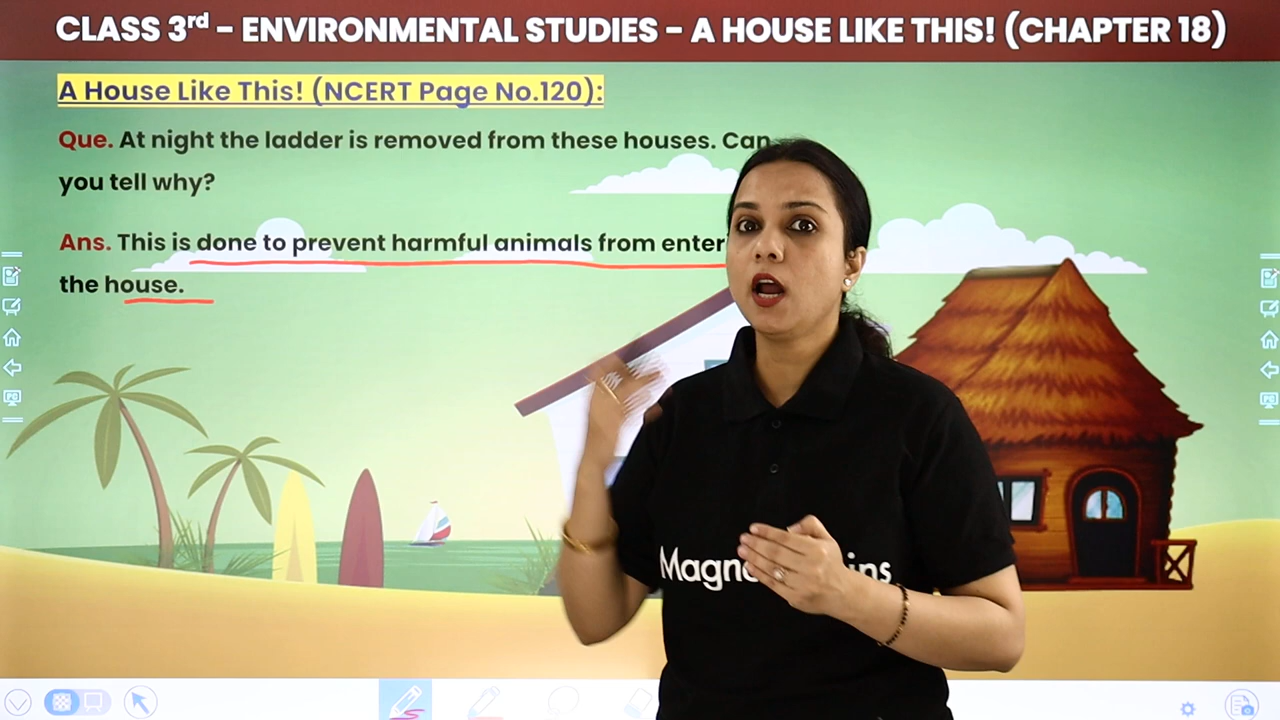 CLASS 3rd – ENVIRONMENTAL STUDIES – A HOUSE LIKE THIS! (CHAPTER 18)
A House Like This! (NCERT Page No.120):
Que. At night the ladder is removed from these houses. Can
you tell why?
Ans. This is done to prevent harmful animals from enter
the house.